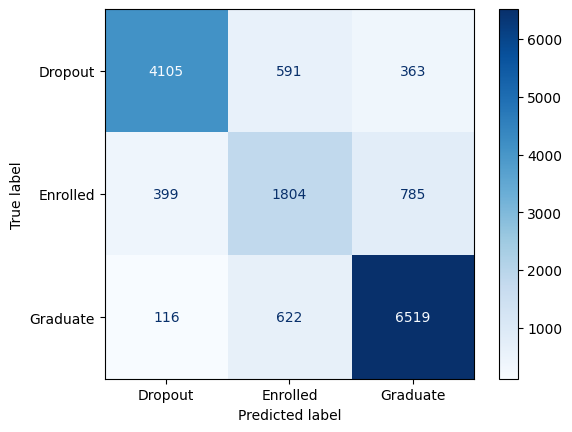 Dropout 4105 591 363
Enrolled 399 1804 785
Graduate 116 622 6519
Dropout Enrolled Graduate
Predicted label
True label
6000
5000
4000
3000
2000
1000